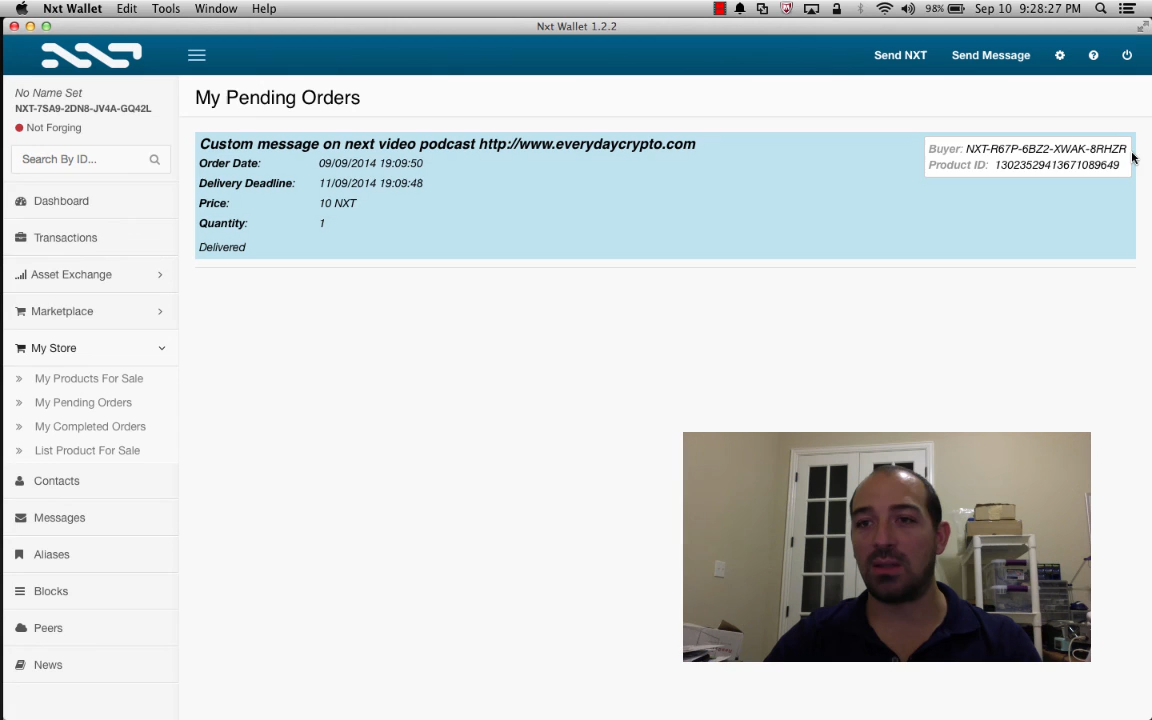 Nxt Wallet Edit Tools Window Help 98% Sep 10 9:28:27 PM
Nxt Wallet 1.2.2
Send NXT Send Message
No Name Set
NXT-7SA9-2DN8-JV4A-GQ42L
Not Forging
Search By ID...
Dashboard
Transactions
Asset Exchange
Marketplace
My Store
My Products For Sale
My Pending Orders
My Completed Orders
List Product For Sale
Contacts
Messages
Aliases
Blocks
Peers
News
My Pending Orders
Custom message on next video podcast http://www.everydaycrypto.com
Order Date: 09/09/2014 19:09:50
Delivery Deadline: 11/09/2014 19:09:48
Price: 10 NXT
Quantity: 1
Delivered
Buyer: NXT-R67P-6BZ2-XWAK-8RHZR
Product ID: 13023529413671089649